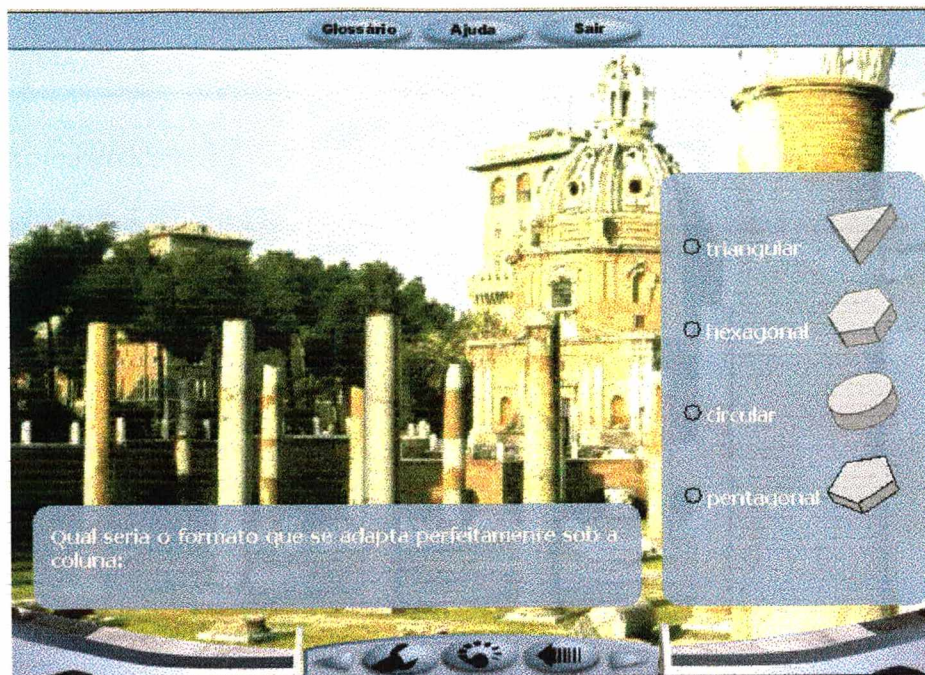 Glossário
Ajuda
Sair
triangular
hexagonal
circular
pentagonal
Qual seria o formato que se adapta perfeitamente sob a
coluna: